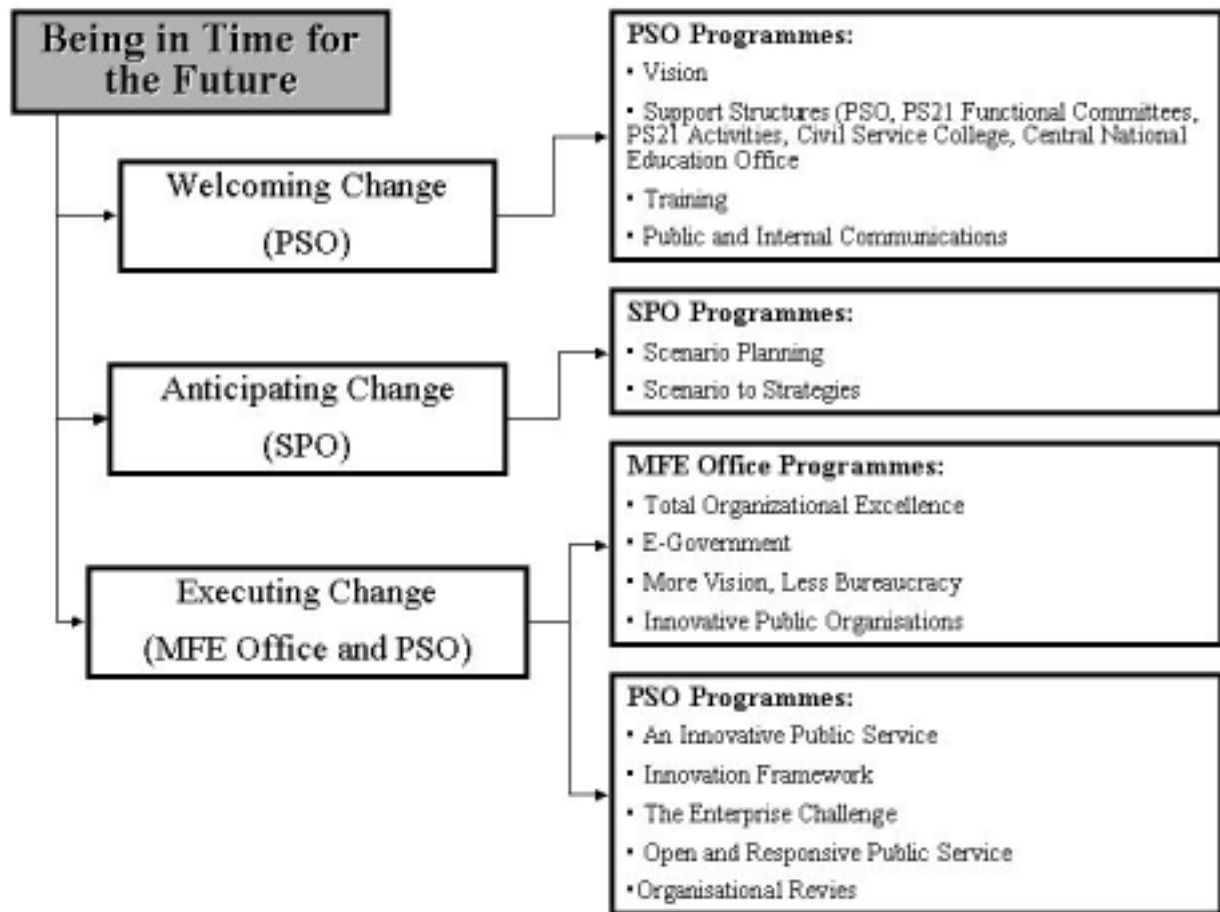 Being in Time for
the Future
Welcoming Change
(PSO)
PSO Programmes:
• Vision
• Support Structures (PSO, PS21 Functional Committees,
PS21 Activities, Civil Service College, Central National
Education Office
• Training
• Public and Internal Communications
Anticipating Change
(SPO)
SPO Programmes:
• Scenario Planning
• Scenario to Strategies
Executing Change
(MFE Office and PSO)
MFE Office Programmes:
• Total Organizational Excellence
• E-Government
• More Vision, Less Bureaucracy
• Innovative Public Organisations
PSO Programmes:
• An Innovative Public Service
• Innovation Framework
• The Enterprise Challenge
• Open and Responsive Public Service
•Organisational Revies